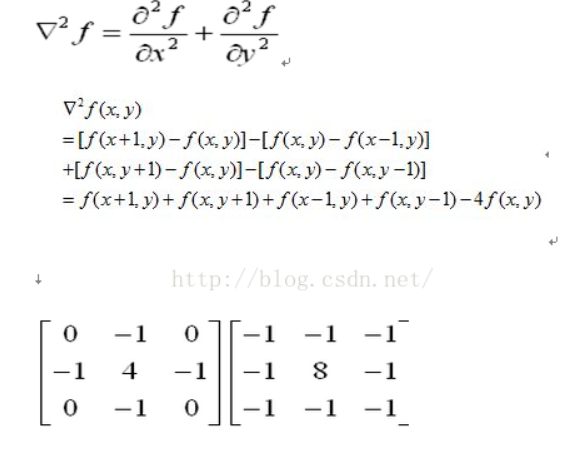 ∇²f = ∂²f/∂x² + ∂²f/∂y²
∇²f(x,y)
=[f(x+1,y)−f(x,y)]−[f(x,y)−f(x−1,y)]
+[f(x,y+1)−f(x,y)]−[f(x,y)−f(x,y−1)]
= f(x+1,y)+f(x,y+1)+f(x−1,y)+f(x,y−1)−4f(x,y)
http://blog.csdn.net/
0 −1 0 −1 −1 −1
−1 4 −1 −1 8 −1
0 −1 0 −1 −1 −1